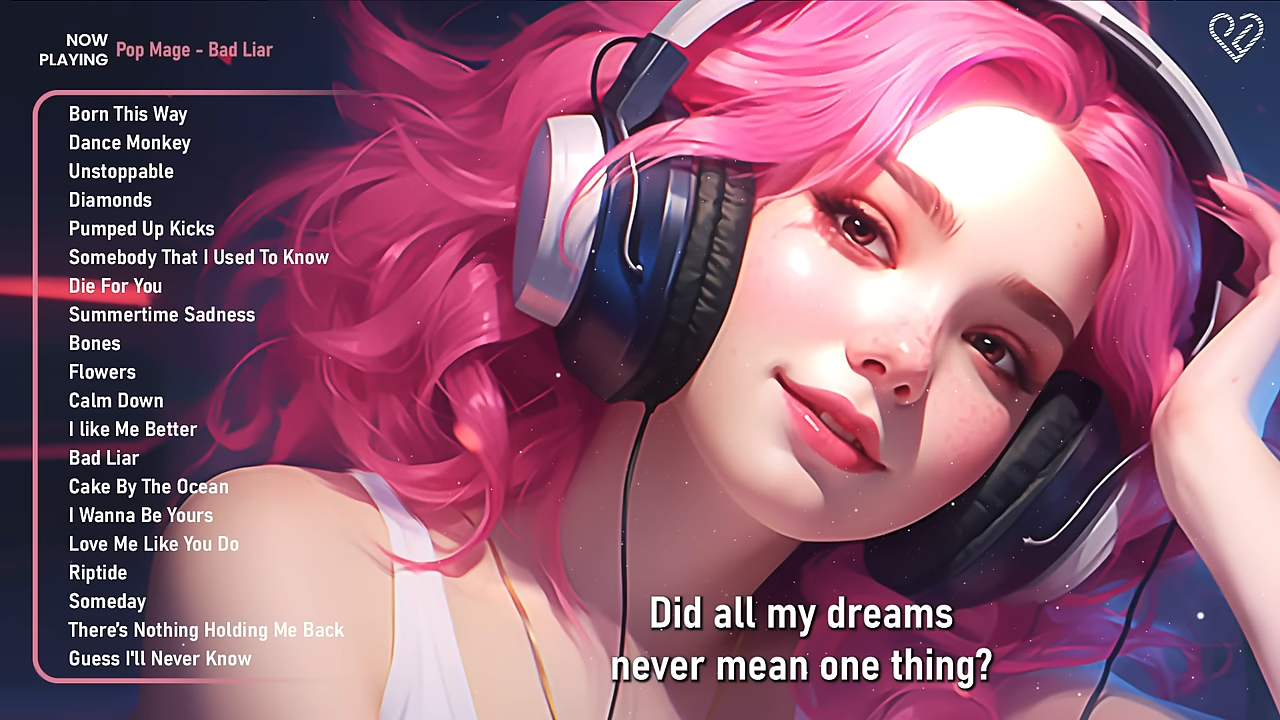 NOW
PLAYING
Pop Mage - Bad Liar
Born This Way
Dance Monkey
Unstoppable
Diamonds
Pumped Up Kicks
Somebody That I Used To Know
Die For You
Summertime Sadness
Bones
Flowers
Calm Down
I like Me Better
Bad Liar
Cake By The Ocean
I Wanna Be Yours
Love Me Like You Do
Riptide
Someday
There's Nothing Holding Me Back
Guess I'll Never Know
Did all my dreams
never mean one thing?